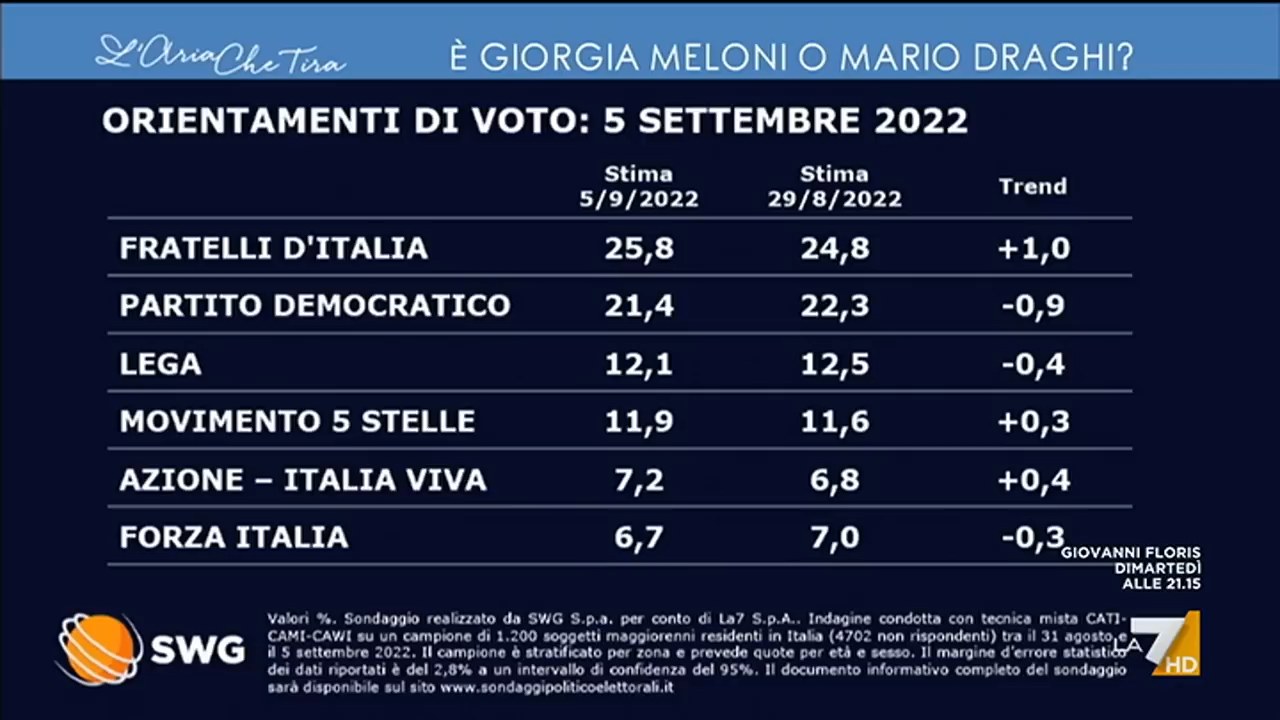 L'Aria Che Tira
È GIORGIA MELONI O MARIO DRAGHI?
ORIENTAMENTI DI VOTO: 5 SETTEMBRE 2022
Stima 5/9/2022 Stima 29/8/2022 Trend
FRATELLI D'ITALIA 25,8 24,8 +1,0
PARTITO DEMOCRATICO 21,4 22,3 -0,9
LEGA 12,1 12,5 -0,4
MOVIMENTO 5 STELLE 11,9 11,6 +0,3
AZIONE – ITALIA VIVA 7,2 6,8 +0,4
FORZA ITALIA 6,7 7,0 -0,3
GIOVANNI FLORIS
DIMARTEDÌ
ALLE 21.15
SWG
Valori %. Sondaggio realizzato da SWG S.p.a. per conto di La7 S.p.A.. Indagine condotta con tecnica mista CATI-
CAMI-CAWI su un campione di 1.200 soggetti maggiorenni residenti in Italia (4702 non rispondenti) tra il 31 agosto e
il 5 settembre 2022. Il campione è stratificato per zona e prevede quote per età e sesso. Il margine d'errore statistico
dei dati riportati è del 2,8% a un intervallo di confidenza del 95%. Il documento informativo completo del sondaggio
sarà disponibile sul sito www.sondaggipoliticoelettorali.it
LA 7 HD